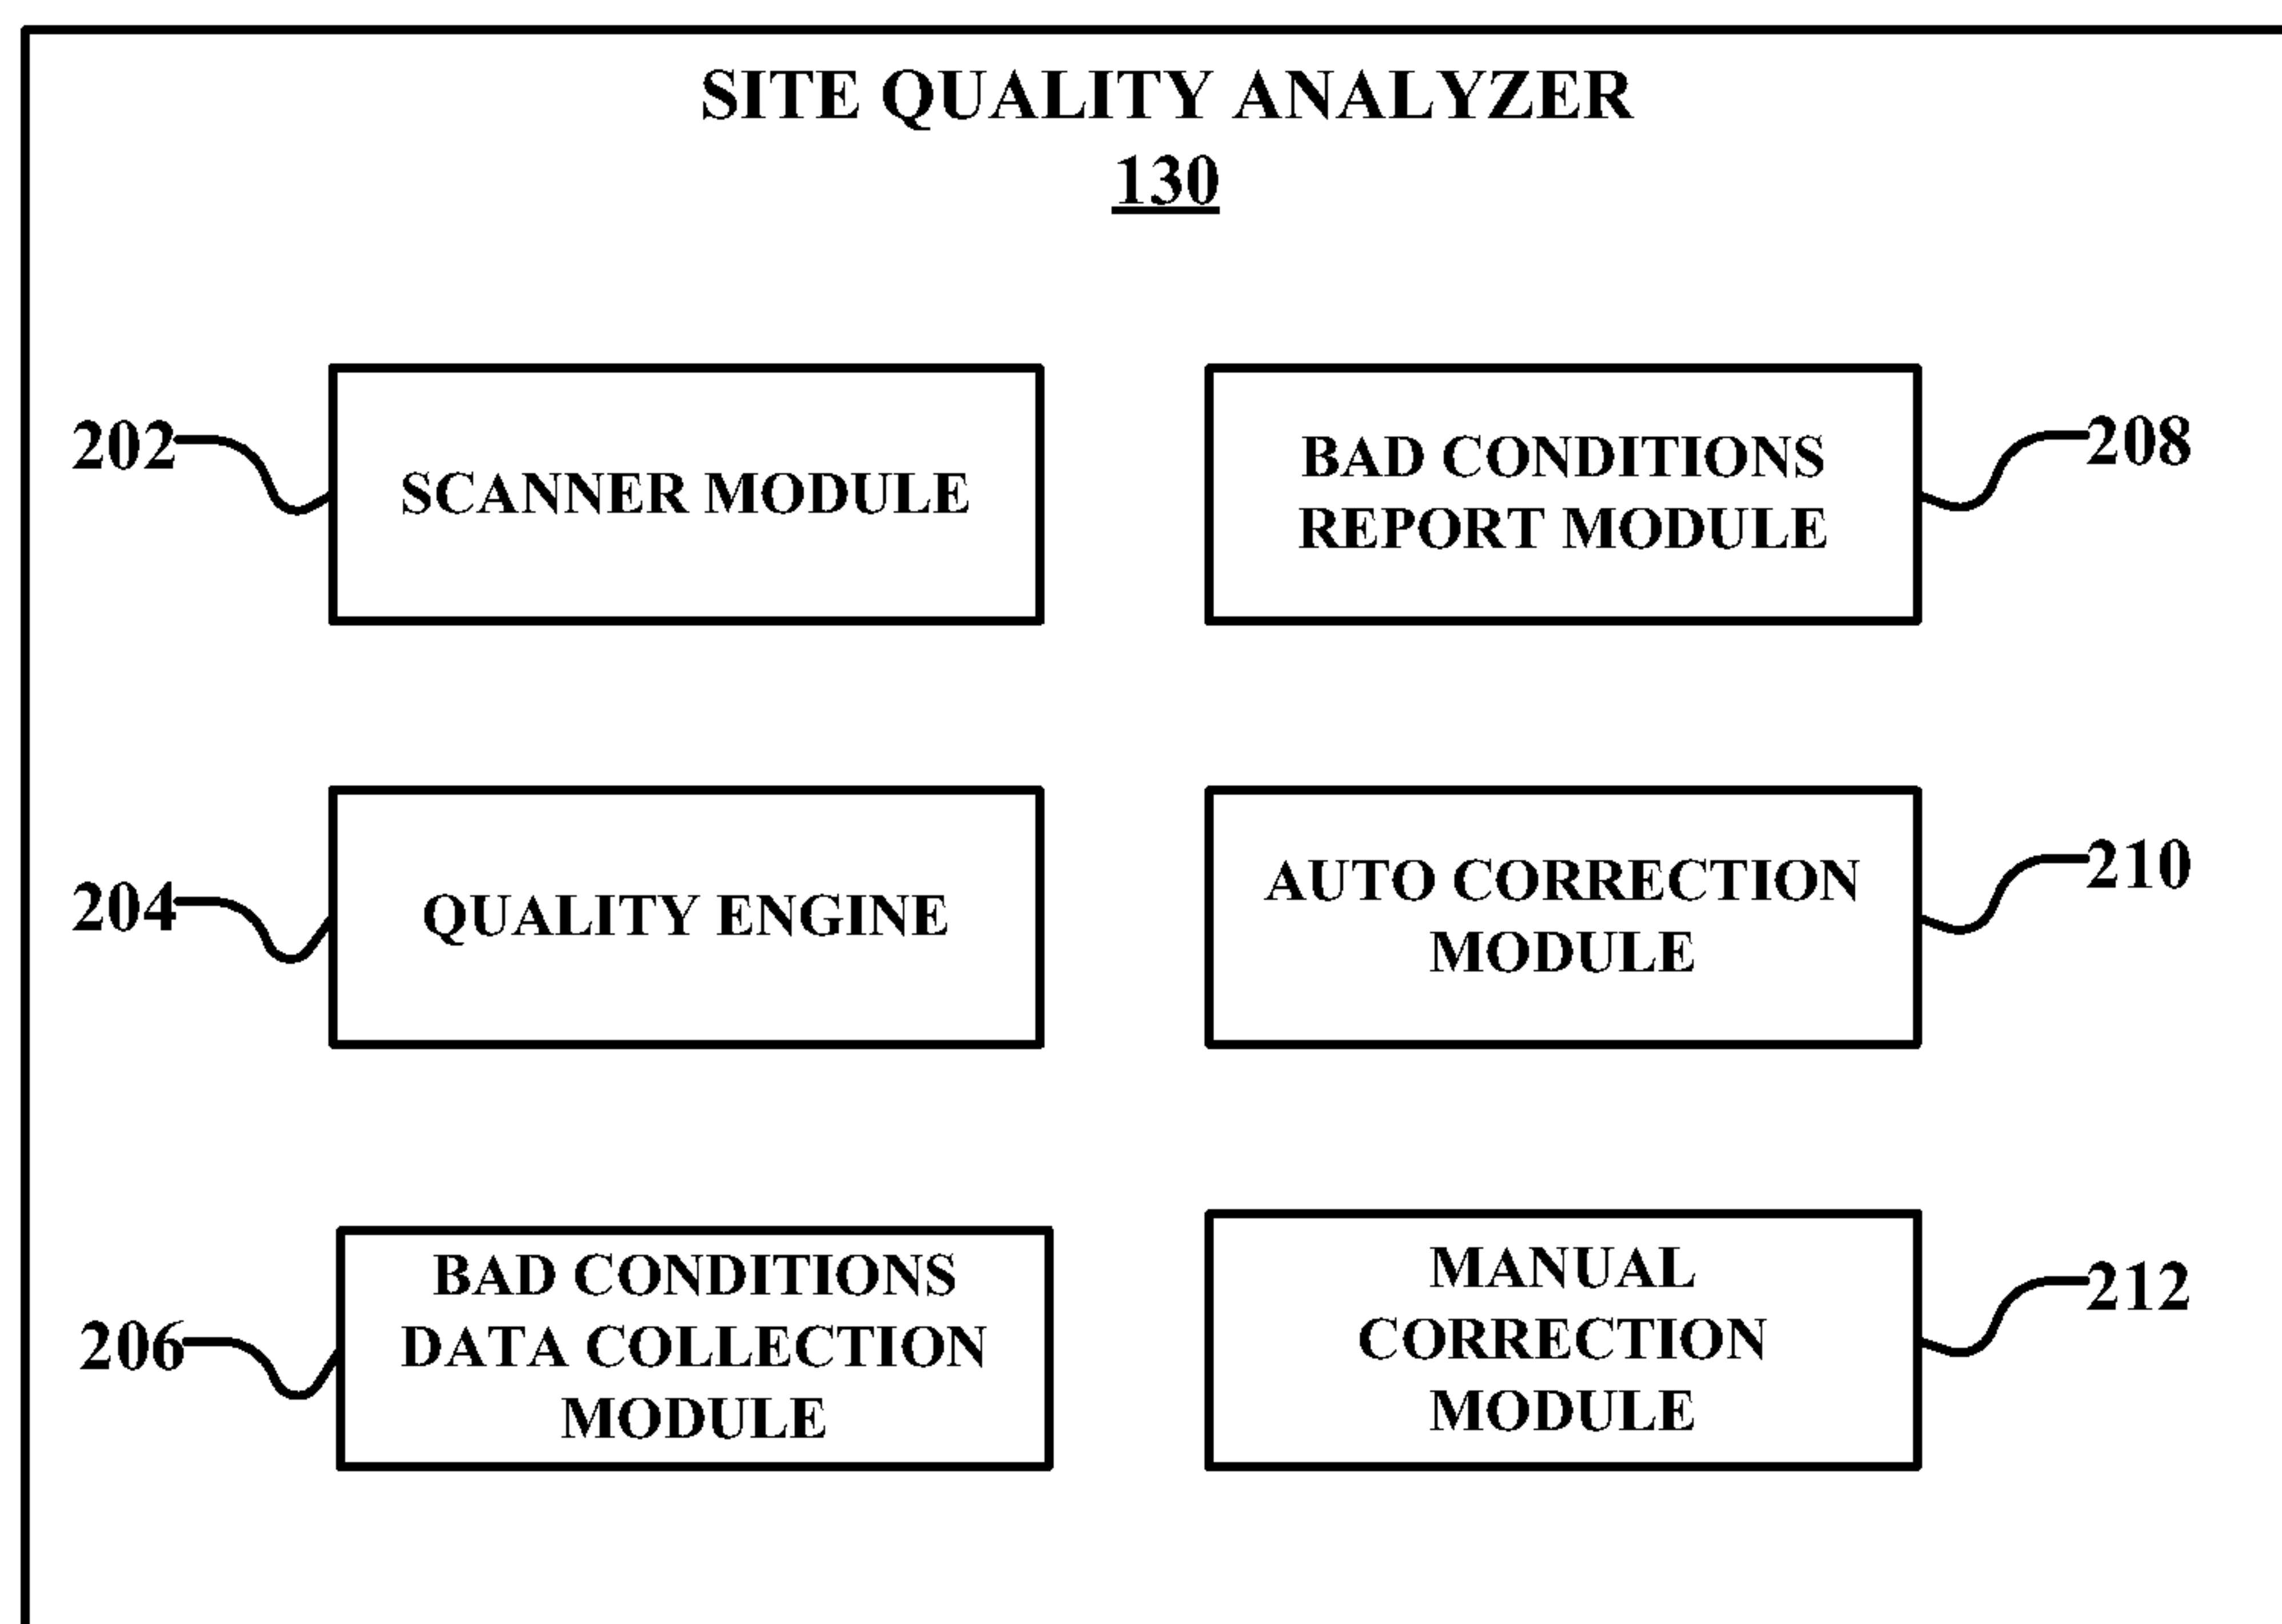 SITE QUALITY ANALYZER
130
202
SCANNER MODULE
BAD CONDITIONS
REPORT MODULE
208
204
QUALITY ENGINE
AUTO CORRECTION
MODULE
210
206
BAD CONDITIONS
DATA COLLECTION
MODULE
MANUAL
CORRECTION
MODULE
212